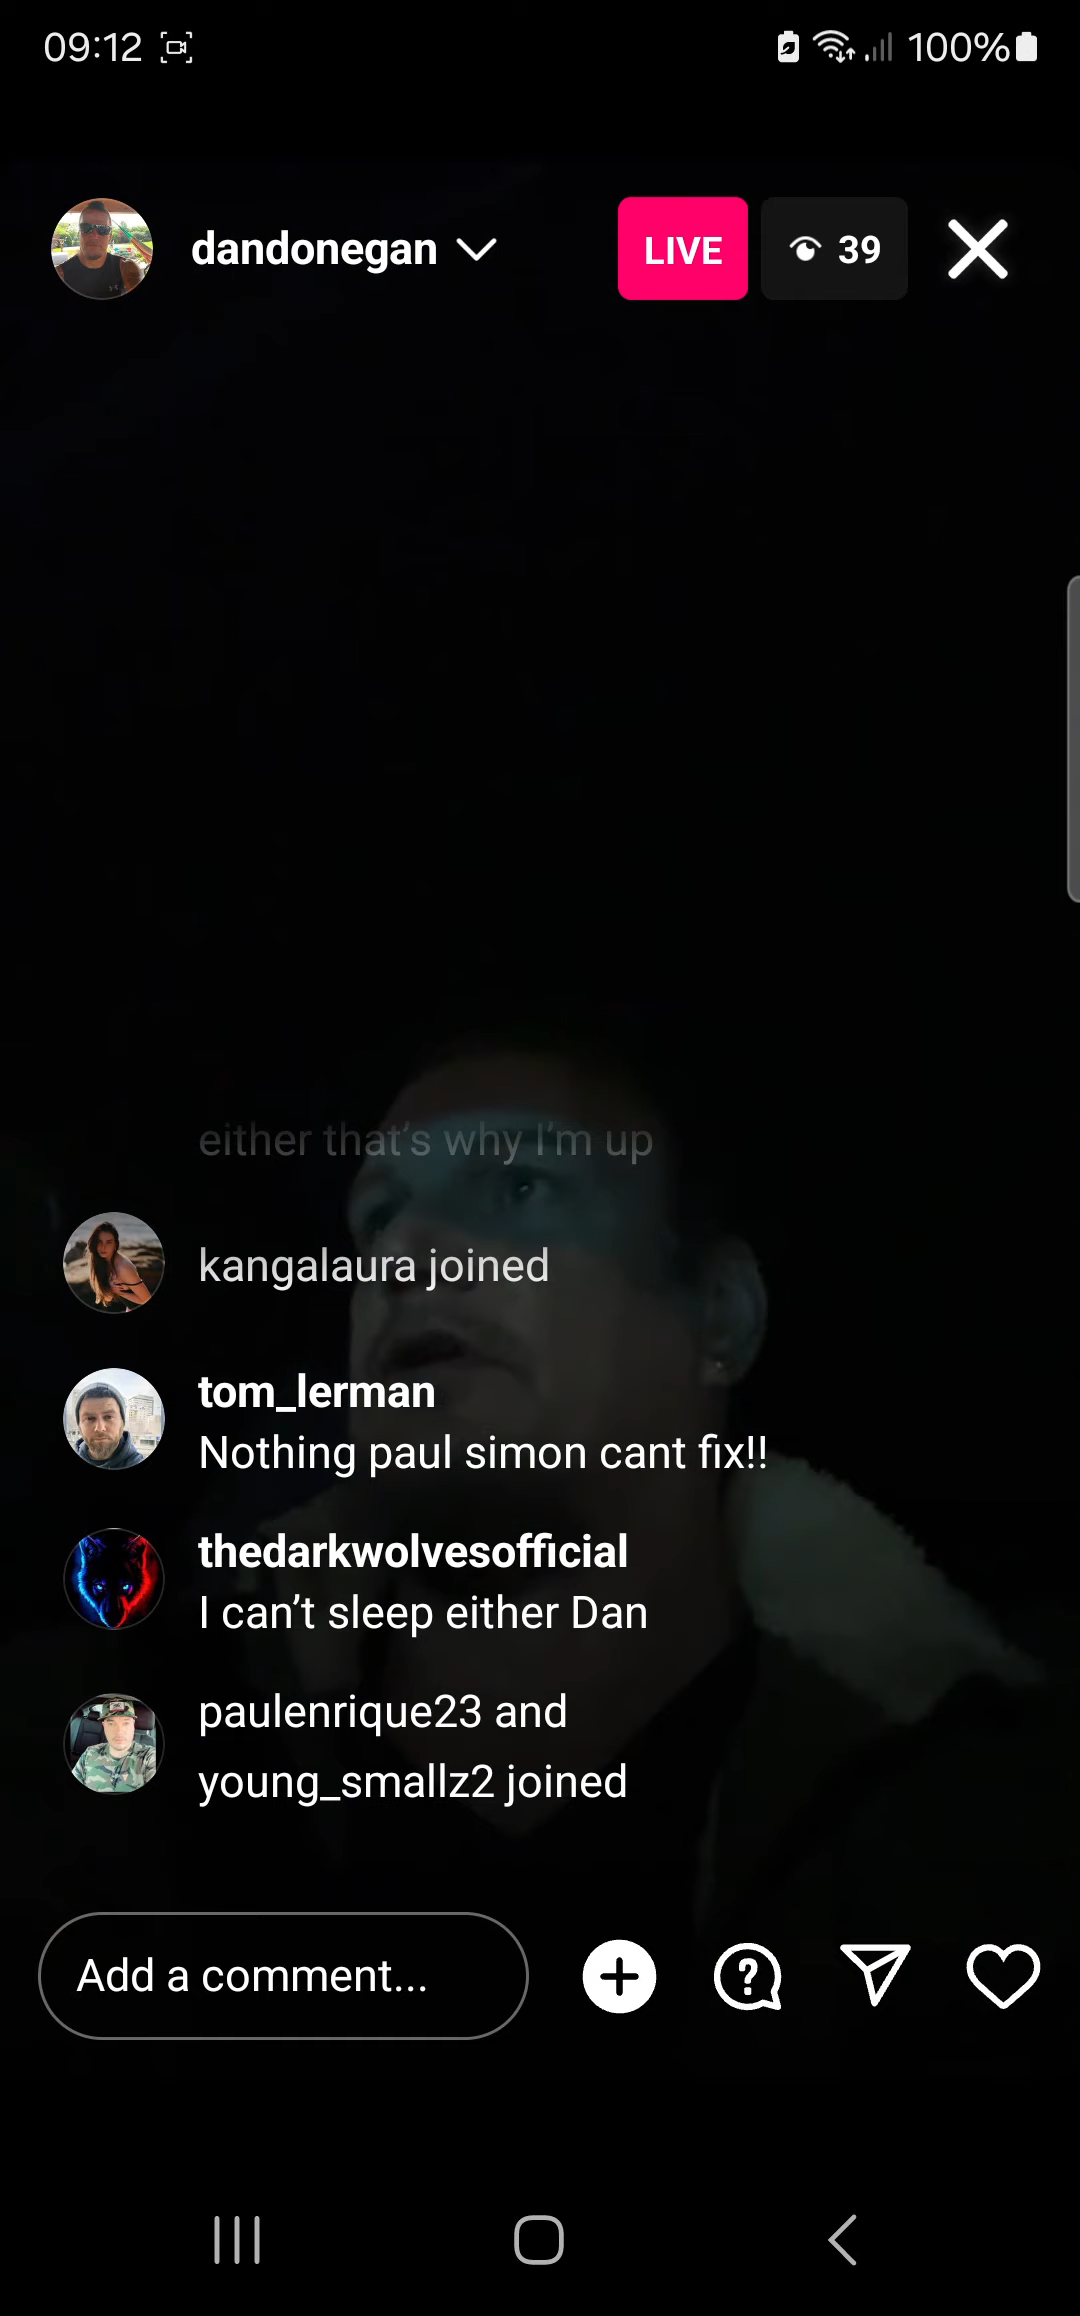 09:12
100%
dandonegan
LIVE
39
either that’s why I’m up
kangalaura joined
tom_lerman
Nothing paul simon cant fix!!
thedarkwolvesofficial
I can’t sleep either Dan
paulenrique23 and
young_smallz2 joined
Add a comment...